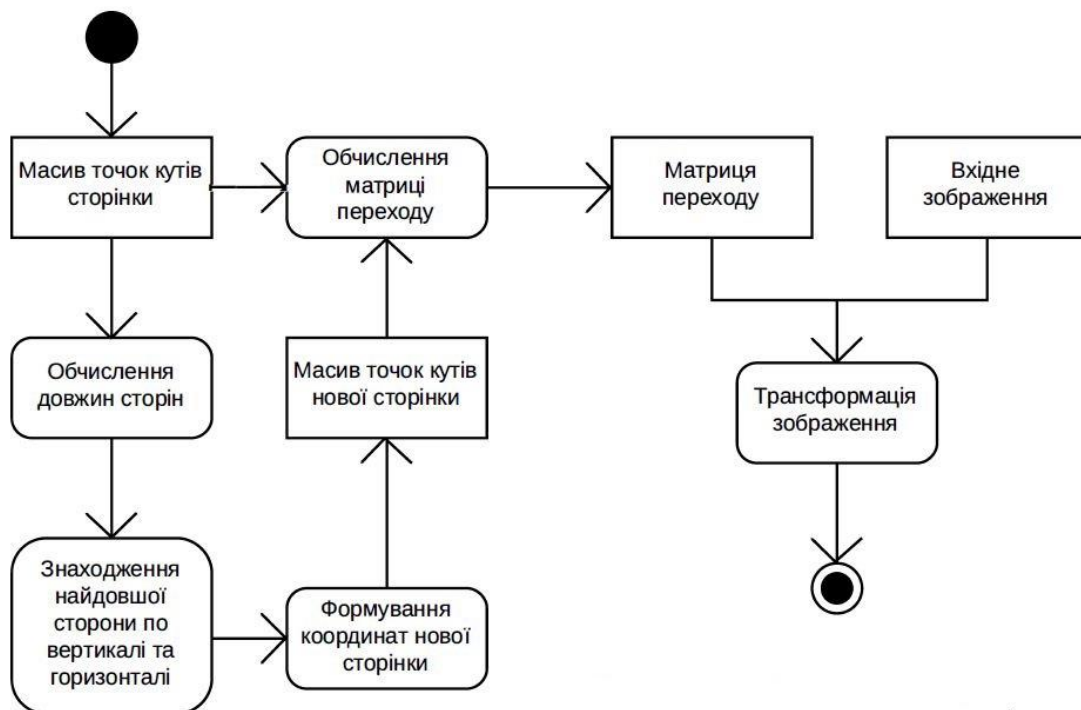 Масив точок кутів
сторінки
Обчислення
матриці
переходу
Матриця
переходу
Вхідне
зображення
Обчислення
довжин сторін
Масив точок кутів
нової сторінки
Трансформація
зображення
Знаходження
найдовшої
сторони по
вертикалі та
горизонталі
Формування
координат нової
сторінки